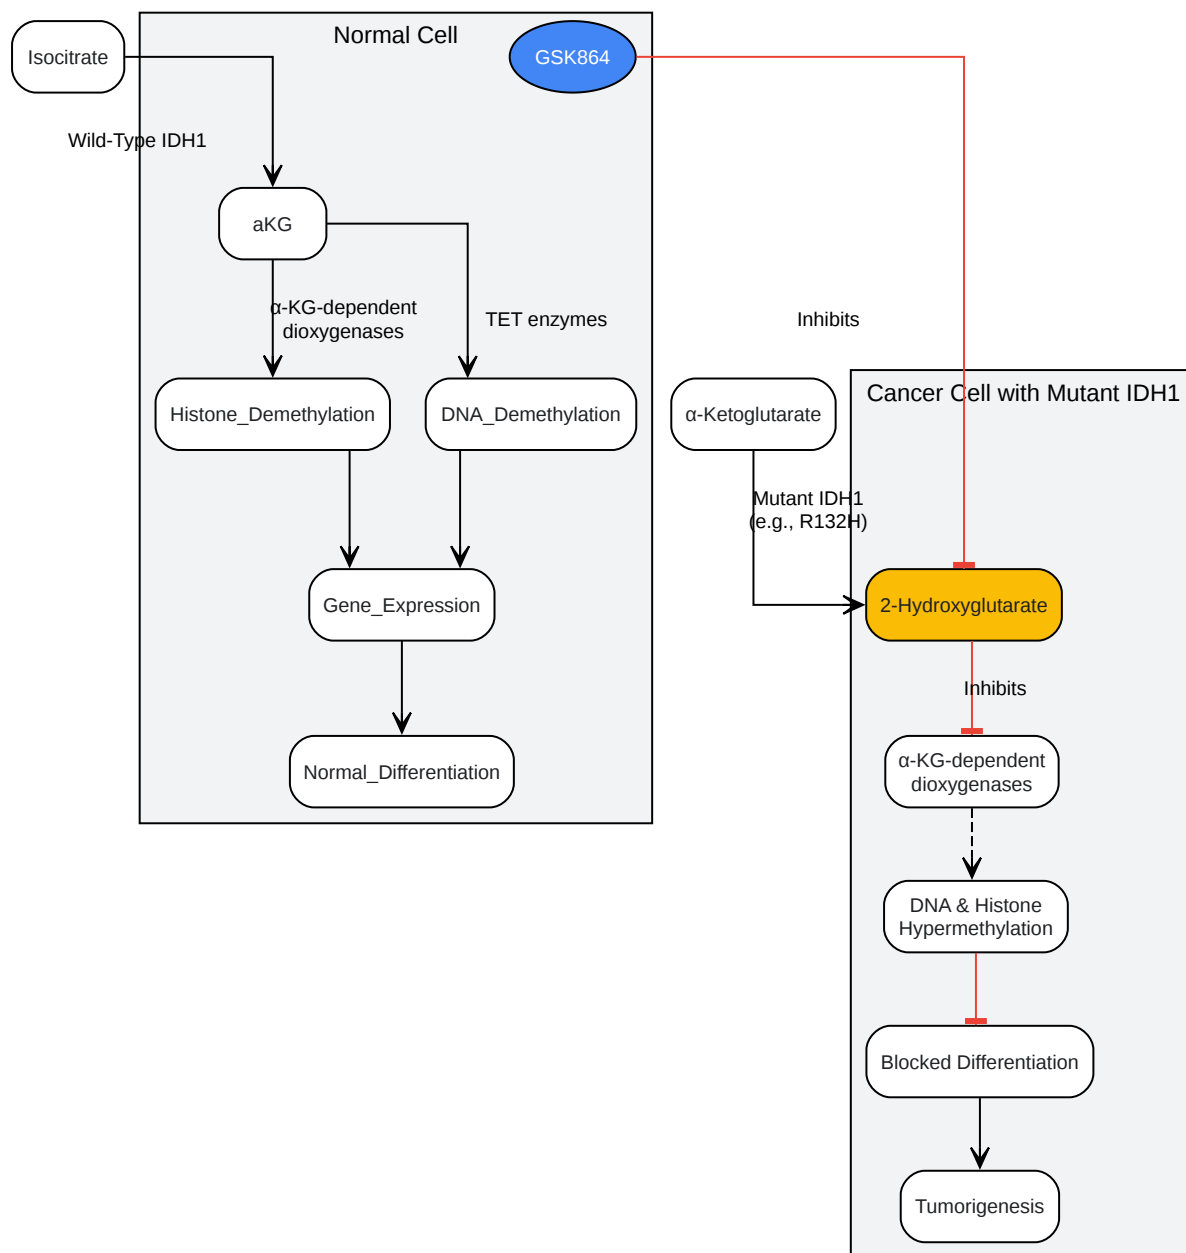 Normal Cell
Isocitrate
GSK864
Wild-Type IDH1
aKG
α-KG-dependent
dioxygenases
TET enzymes
Inhibits
Histone_Demethylation
DNA_Demethylation
α-Ketoglutarate
Cancer Cell with Mutant IDH1
Mutant IDH1
(e.g., R132H)
Gene_Expression
2-Hydroxyglutarate
Inhibits
Normal_Differentiation
α-KG-dependent
dioxygenases
DNA & Histone
Hypermethylation
Blocked Differentiation
Tumorigenesis